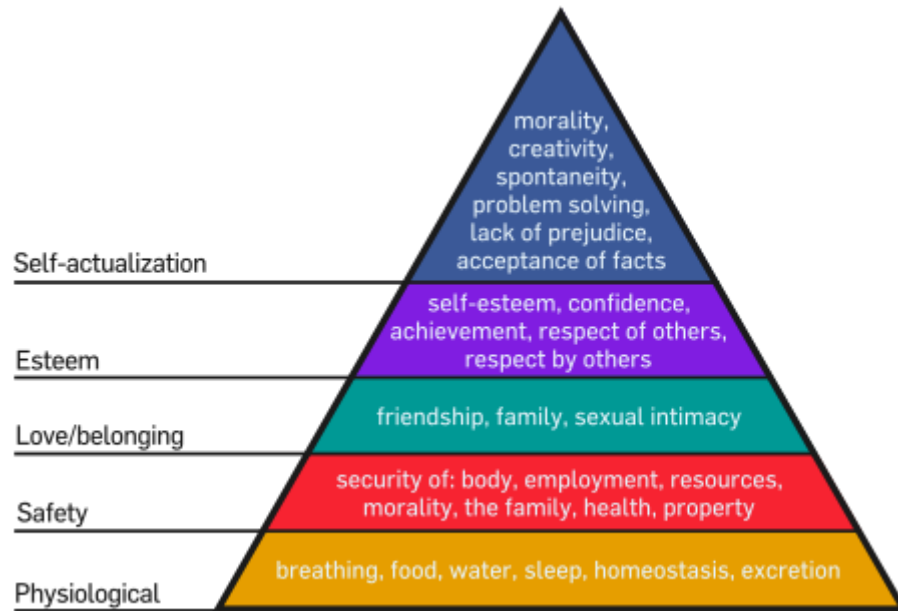 morality,
creativity,
spontaneity,
problem solving,
lack of prejudice,
acceptance of facts
Self-actualization
self-esteem, confidence,
achievement, respect of others,
respect by others
Esteem
friendship, family, sexual intimacy
Love/belonging
security of: body, employment, resources,
morality, the family, health, property
Safety
breathing, food, water, sleep, homeostasis, excretion
Physiological